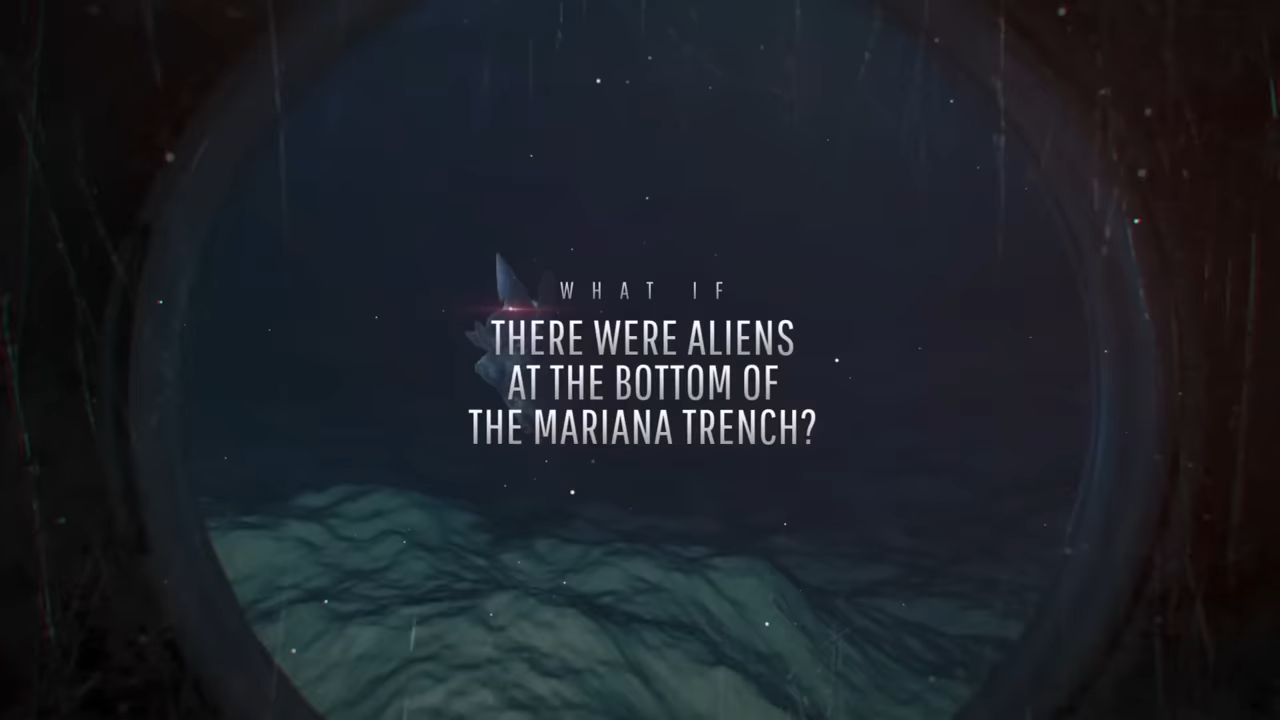 WHAT IF
THERE WERE ALIENS
AT THE BOTTOM OF
THE MARIANA TRENCH?